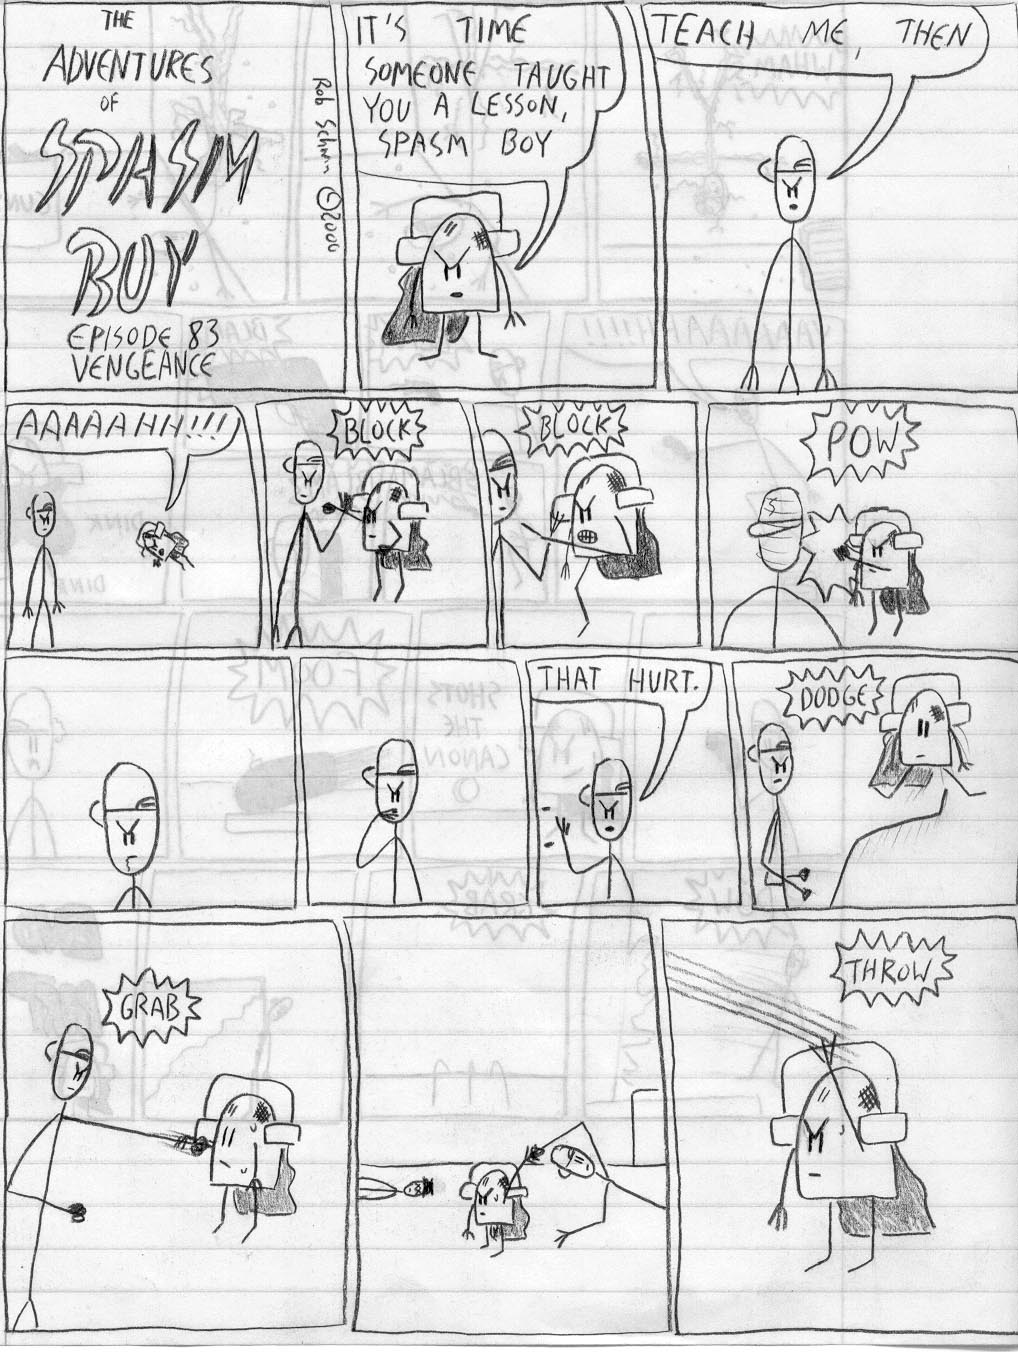 THE
ADVENTURES
OF
SPASM
BOY
EPISODE 83
VENGEANCE
Rob
©2000
IT'S TIME
SOMEONE TAUGHT
YOU A LESSON,
SPASM BOY
TEACH ME, THEN
AAAAAHH!!!
BLOCK
BLOCK
POW
THAT HURT.
DODGE
GRAB
THROW